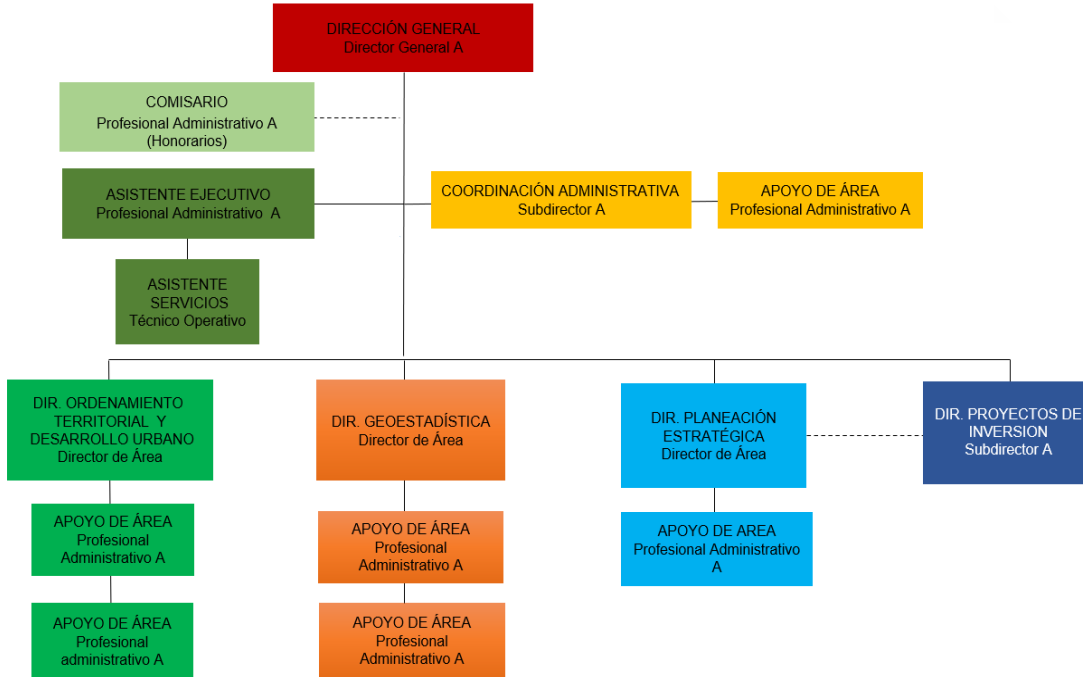 DIRECCIÓN GENERAL
Director General A
COMISARIO
Profesional Administrativo A
(Honorarios)
ASISTENTE EJECUTIVO
Profesional Administrativo A
COORDINACIÓN ADMINISTRATIVA
Subdirector A
APOYO DE ÁREA
Profesional Administrativo A
ASISTENTE
SERVICIOS
Técnico Operativo
DIR. ORDENAMIENTO
TERRITORIAL Y
DESARROLLO URBANO
Director de Área
DIR. GEOESTADÍSTICA
Director de Área
DIR. PLANEACIÓN
ESTRATÉGICA
Director de Área
DIR. PROYECTOS DE
INVERSION
Subdirector A
APOYO DE ÁREA
Profesional
Administrativo A
APOYO DE ÁREA
Profesional
Administrativo A
APOYO DE AREA
Profesional Administrativo
A
APOYO DE ÁREA
Profesional
administrativo A
APOYO DE ÁREA
Profesional
Administrativo A